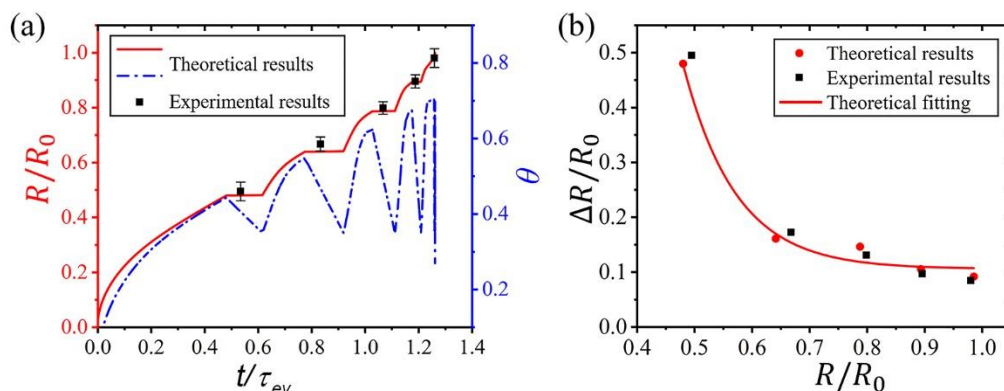 (a)
Theoretical results
Experimental results
R/R₀
1.0
0.8
0.6
0.4
0.2
0.0
0.0 0.2 0.4 0.6 0.8 1.0 1.2 1.4
t/τₑᵥ
0.8
0.6
0.4
0.2
θ
(b)
Theoretical results
Experimental results
Theoretical fitting
ΔR/R₀
0.5
0.4
0.3
0.2
0.1
0.0
0.4 0.5 0.6 0.7 0.8 0.9 1.0
R/R₀